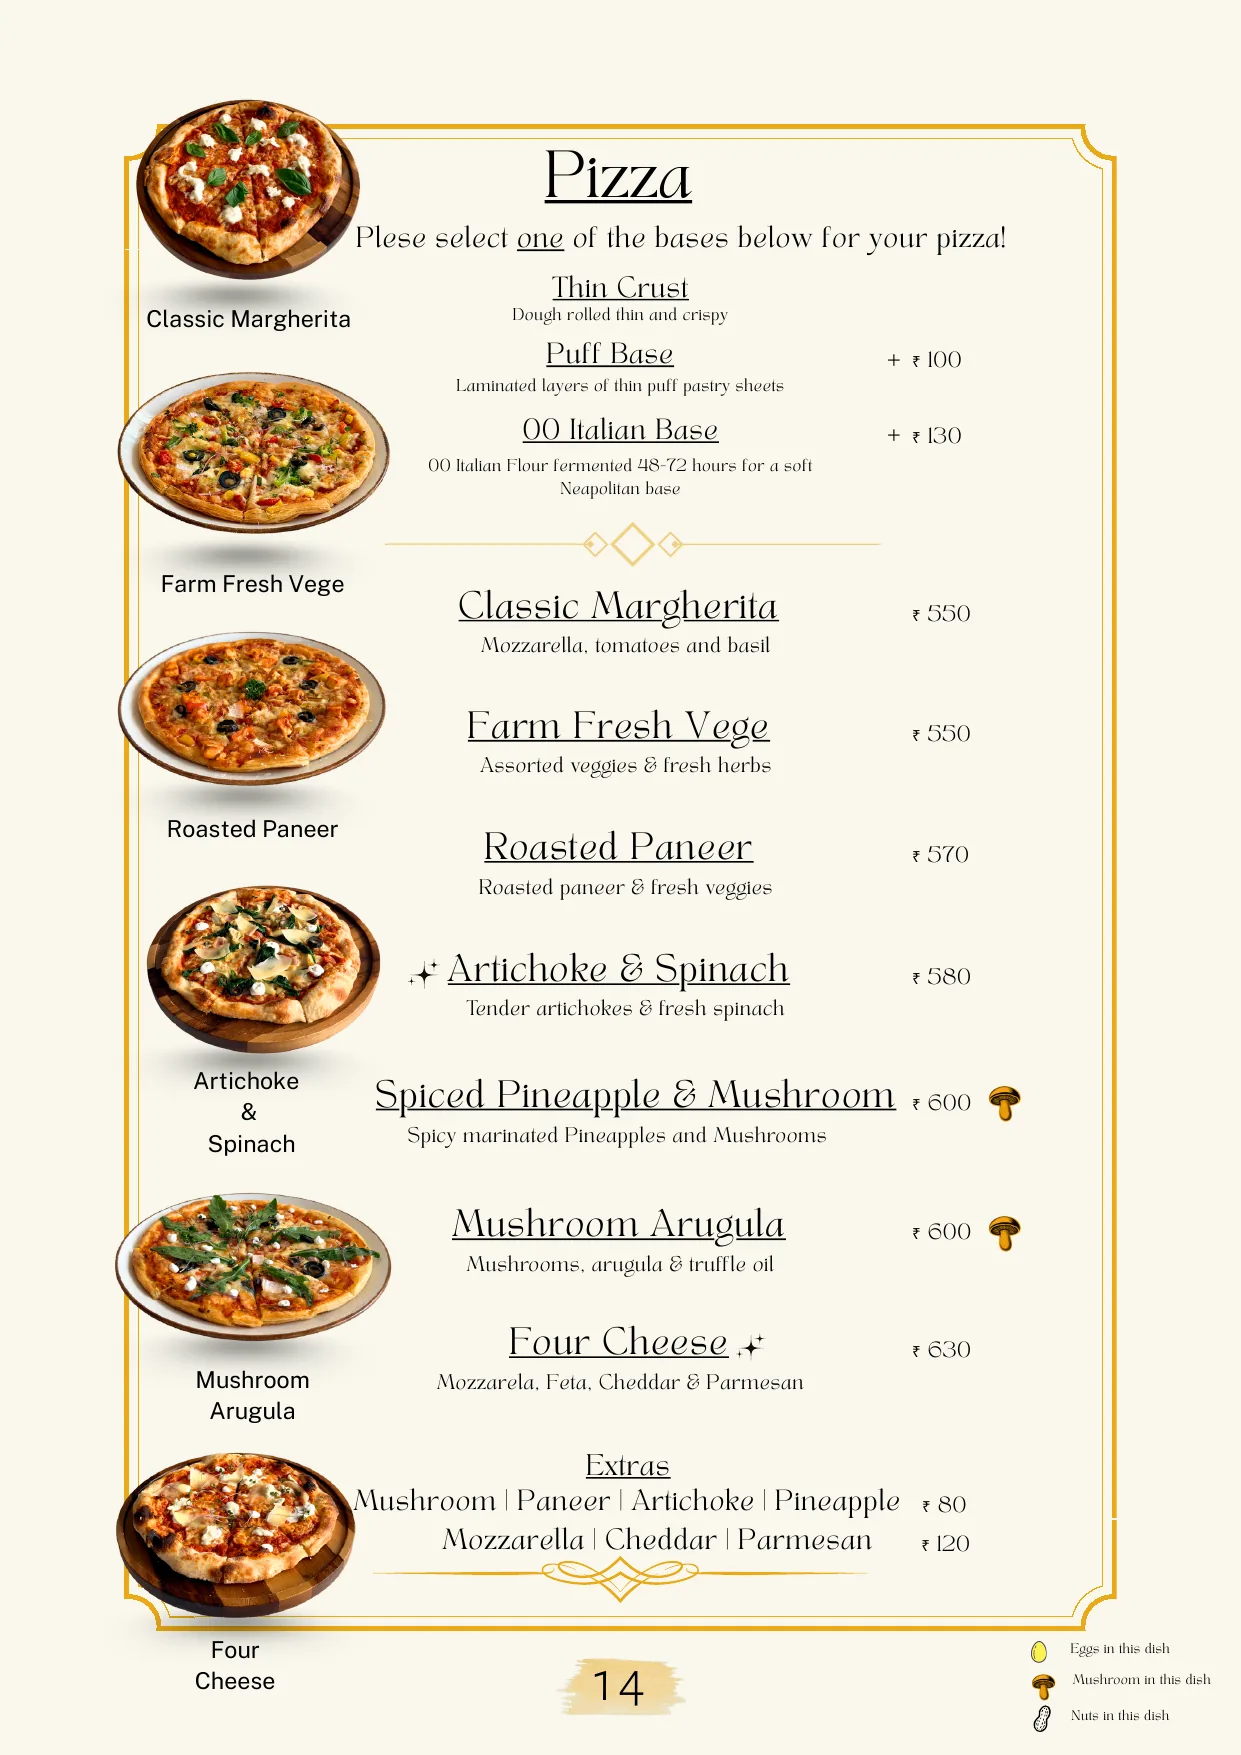 Pizza
Plese select one of the bases below for your pizza!
Thin Crust
Dough rolled thin and crispy
Puff Base + ₹ 100
Laminated layers of thin puff pastry sheets
00 Italian Base + ₹ 130
00 Italian Flour fermented 48-72 hours for a soft
Neapolitan base
Classic Margherita ₹ 550
Mozzarella, tomatoes and basil
Farm Fresh Vege ₹ 550
Assorted veggies & fresh herbs
Roasted Paneer ₹ 570
Roasted paneer & fresh veggies
Artichoke & Spinach ₹ 580
Tender artichokes & fresh spinach
Spiced Pineapple & Mushroom ₹ 600
Spicy marinated Pineapples and Mushrooms
Mushroom Arugula ₹ 600
Mushrooms, arugula & truffle oil
Four Cheese ₹ 630
Mozzarela, Feta, Cheddar & Parmesan
Extras
Mushroom | Paneer | Artichoke | Pineapple ₹ 80
Mozzarella | Cheddar | Parmesan ₹ 120
Classic Margherita
Farm Fresh Vege
Roasted Paneer
Artichoke
&
Spinach
Mushroom
Arugula
Four
Cheese
14
Eggs in this dish
Mushroom in this dish
Nuts in this dish